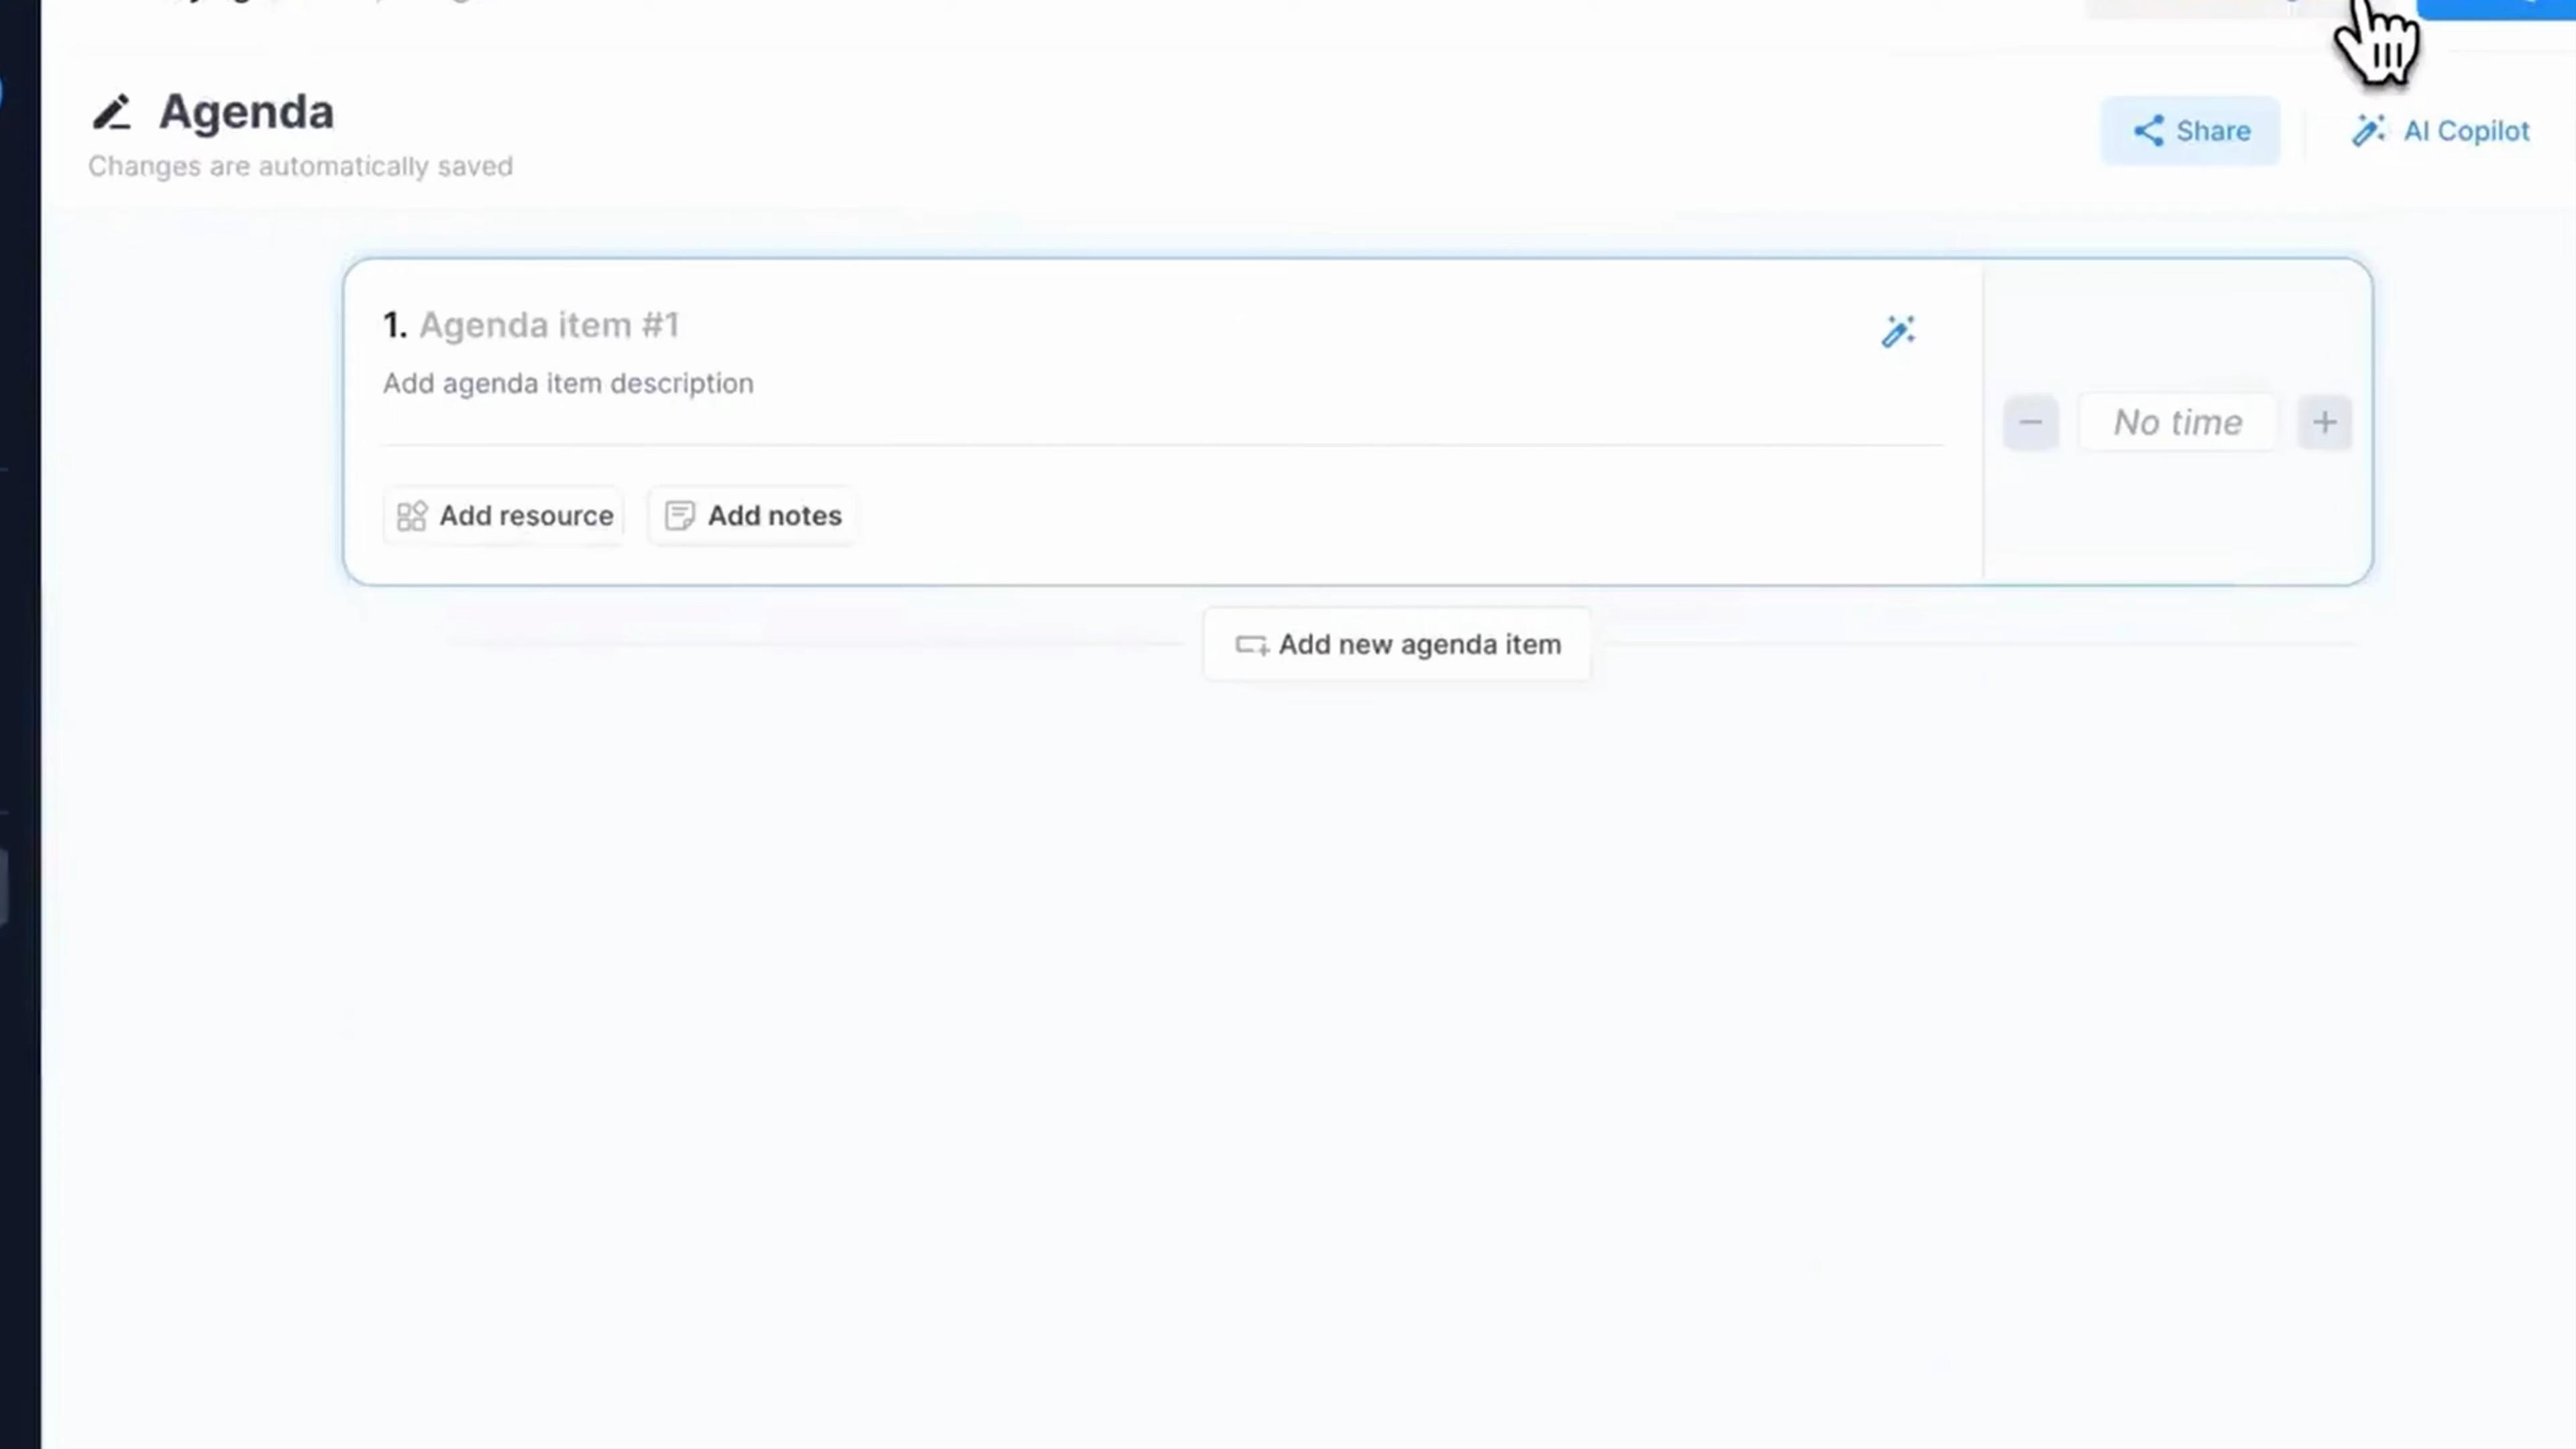 Agenda
Changes are automatically saved
Share
AI Copilot
1. Agenda item #1
Add agenda item description
No time
Add resource
Add notes
Add new agenda item